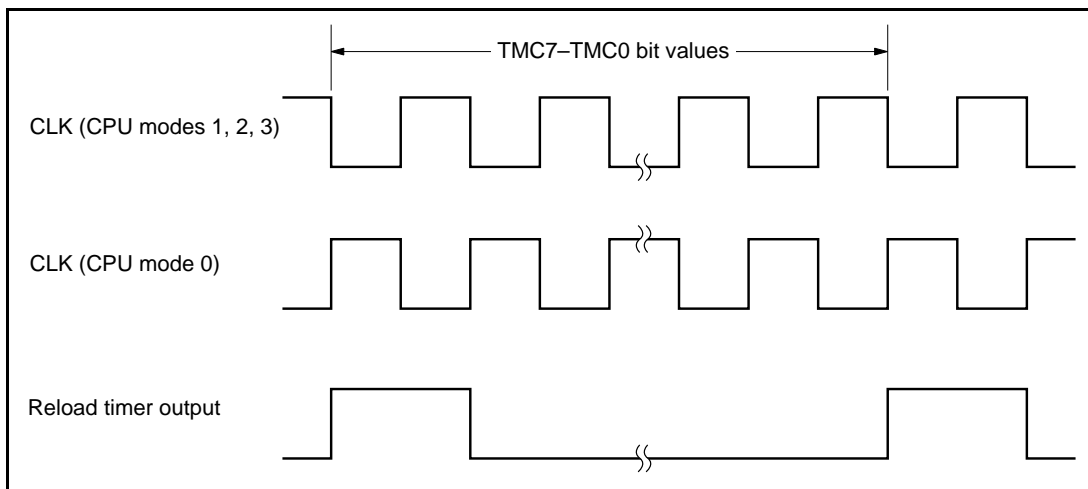 TMC7–TMC0 bit values
CLK (CPU modes 1, 2, 3)
CLK (CPU mode 0)
Reload timer output